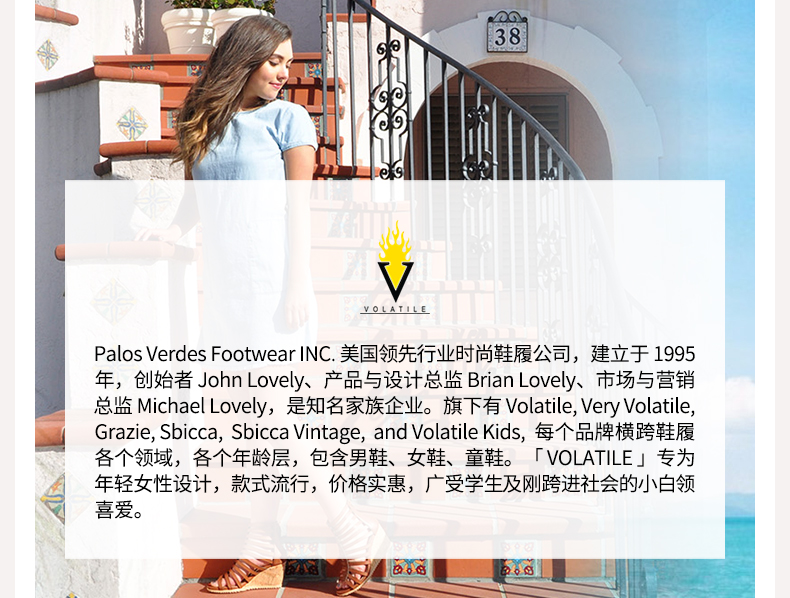 38
VOLATILE
Palos Verdes Footwear INC. 美国领先行业时尚鞋履公司，建立于 1995
年，创始者 John Lovely、产品与设计总监 Brian Lovely、市场与营销
总监 Michael Lovely，是知名家族企业。旗下有 Volatile, Very Volatile,
Grazie, Sbicca, Sbicca Vintage, and Volatile Kids, 每个品牌横跨鞋履
各个领域，各个年龄层，包含男鞋、女鞋、童鞋。「 VOLATILE 」专为
年轻女性设计，款式流行，价格实惠，广受学生及刚跨进社会的小白领
喜爱。